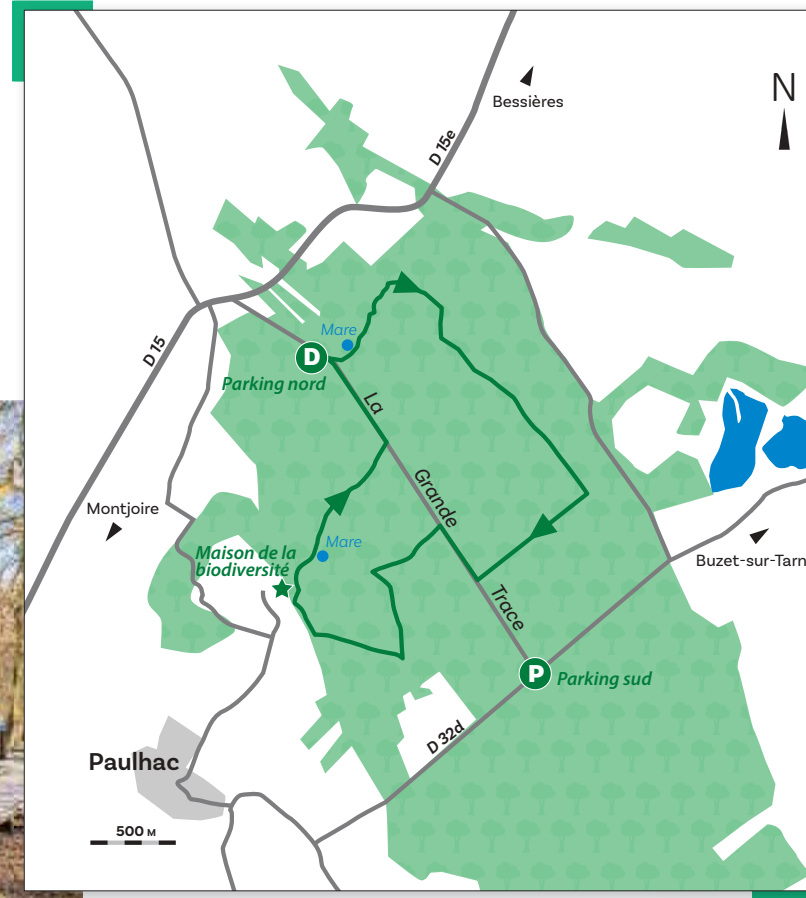 N
Bessières
D 15e
Mare
D 15
D
Parking nord
La
Grande
Montjoire
Mare
Maison de la
biodiversité
Buzet-sur-Tarn
Trace
P
Parking sud
D 32d
Paulhac
500 M